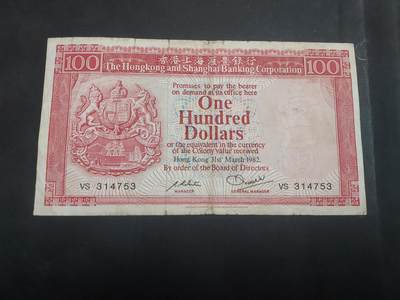 100 香港上海滙豐銀行 100
The Hongkong and Shanghai Banking Corporation
Promises to pay the bearer
on demand at its office here
One
Hundred
Dollars
or the equivalent in the currency
of the Colony value received
Hong Kong 31st March 1982.
By order of the Board of Directors
VS 314753
VS 314753
MANAGER
GENERAL MANAGER